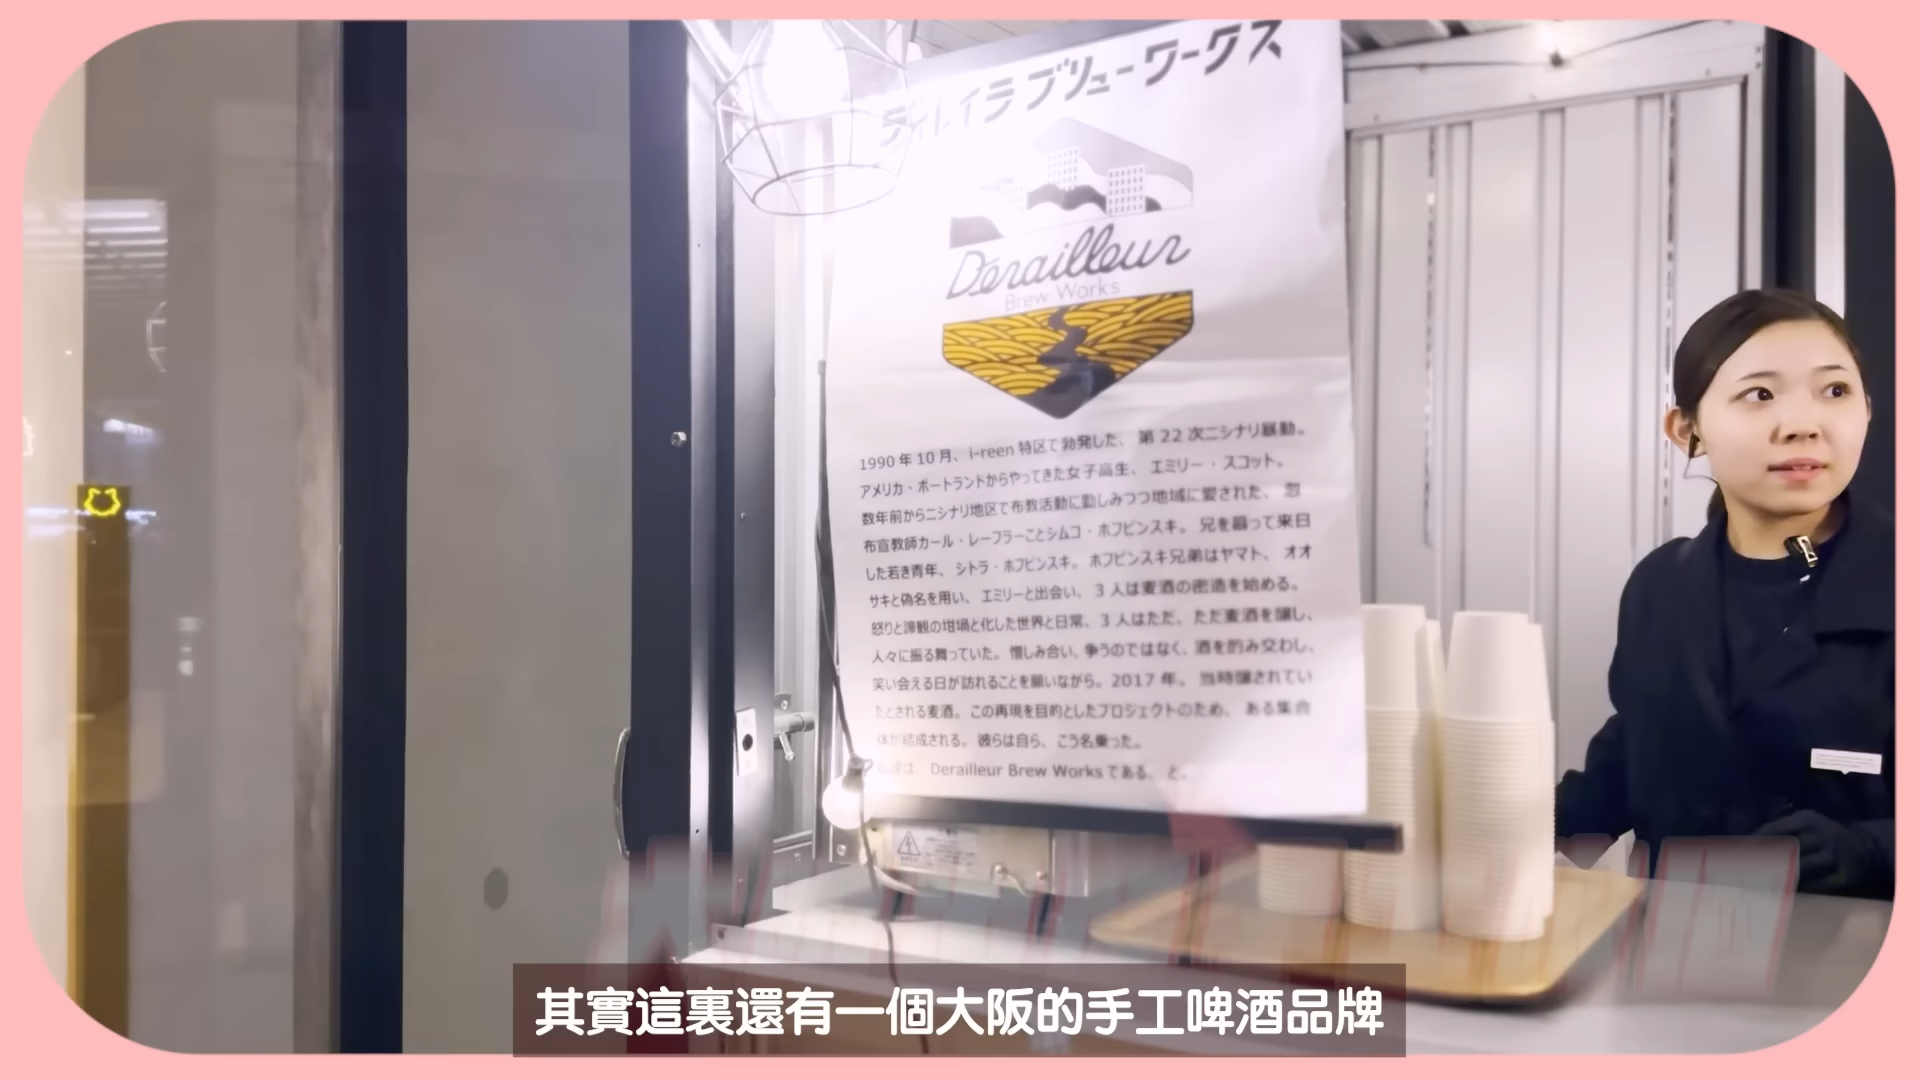 ディレイラブリューワークス
Derailleur
Brew Works
1990年10月、i-reen特区で勃発した、第22次ニシナリ暴動。
アメリカ・ポートランドからやってきた女子高生、エミリー・スコット。
数年前からニシナリ地区で布教活動に勤しみつつ地域に愛された、忽
布宣教師カール・レーフラーことシムコ・ホフピンスキ。兄を慕って来日
した若き青年、シトラ・ホフピンスキ。ホフピンスキ兄弟はヤマト、オオ
サキと偽名を用い、エミリーと出会い、3人は麦酒の密造を始める。
怒りと諦観の坩堝と化した世界と日常、3人はただ、ただ麦酒を醸し、
人々に振る舞っていた。憎しみ合い、争うのではなく、酒を酌み交わし、
笑い会える日が訪れることを願いながら。2017年。当時醸されてい
たとされる麦酒。この再現を目的としたプロジェクトのため、ある集合
体が結成される。彼らは自ら、こう名乗った。
は、Derailleur Brew Worksである、と。
其實這裏還有一個大阪的手工啤酒品牌